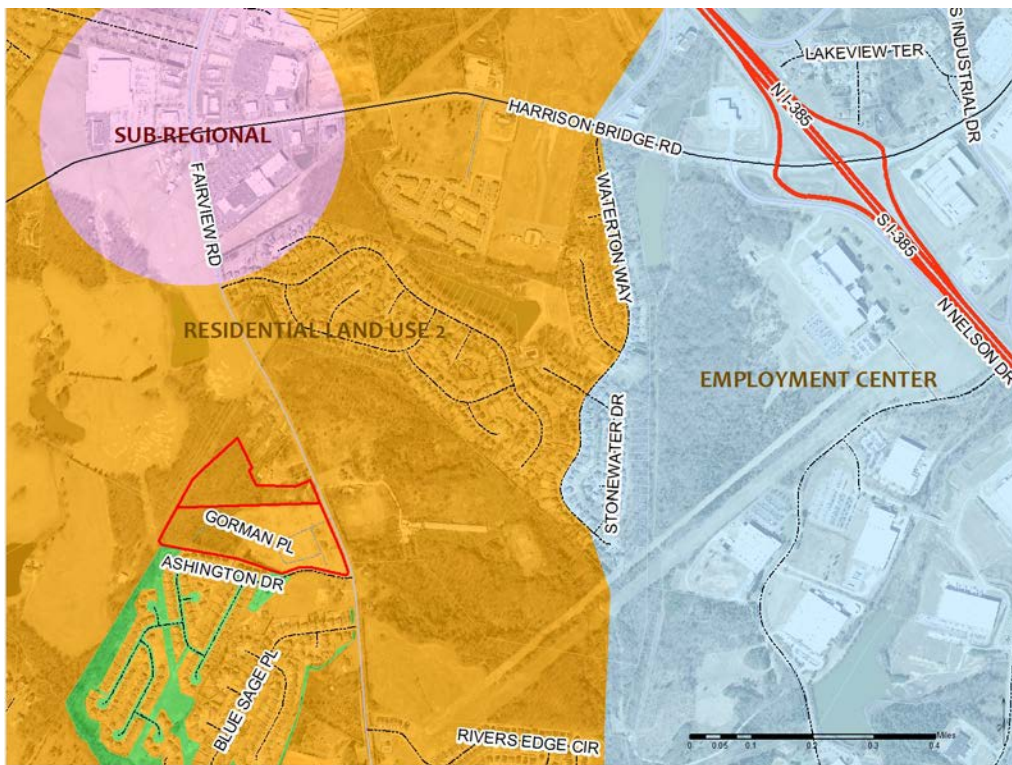 LAKEVIEW TER
S INDUSTRIAL DR
N I-385
HARRISON BRIDGE RD
SUB-REGIONAL
FAIRVIEW RD
WATERTON WAY
S I-385
N NELSON DR
RESIDENTIAL LAND USE 2
EMPLOYMENT CENTER
STONEWATER DR
GORMAN PL
ASHINGTON DR
BLUE SAGE PL
RIVERS EDGE CIR
Miles
0 0.05 0.1 0.2 0.3 0.4